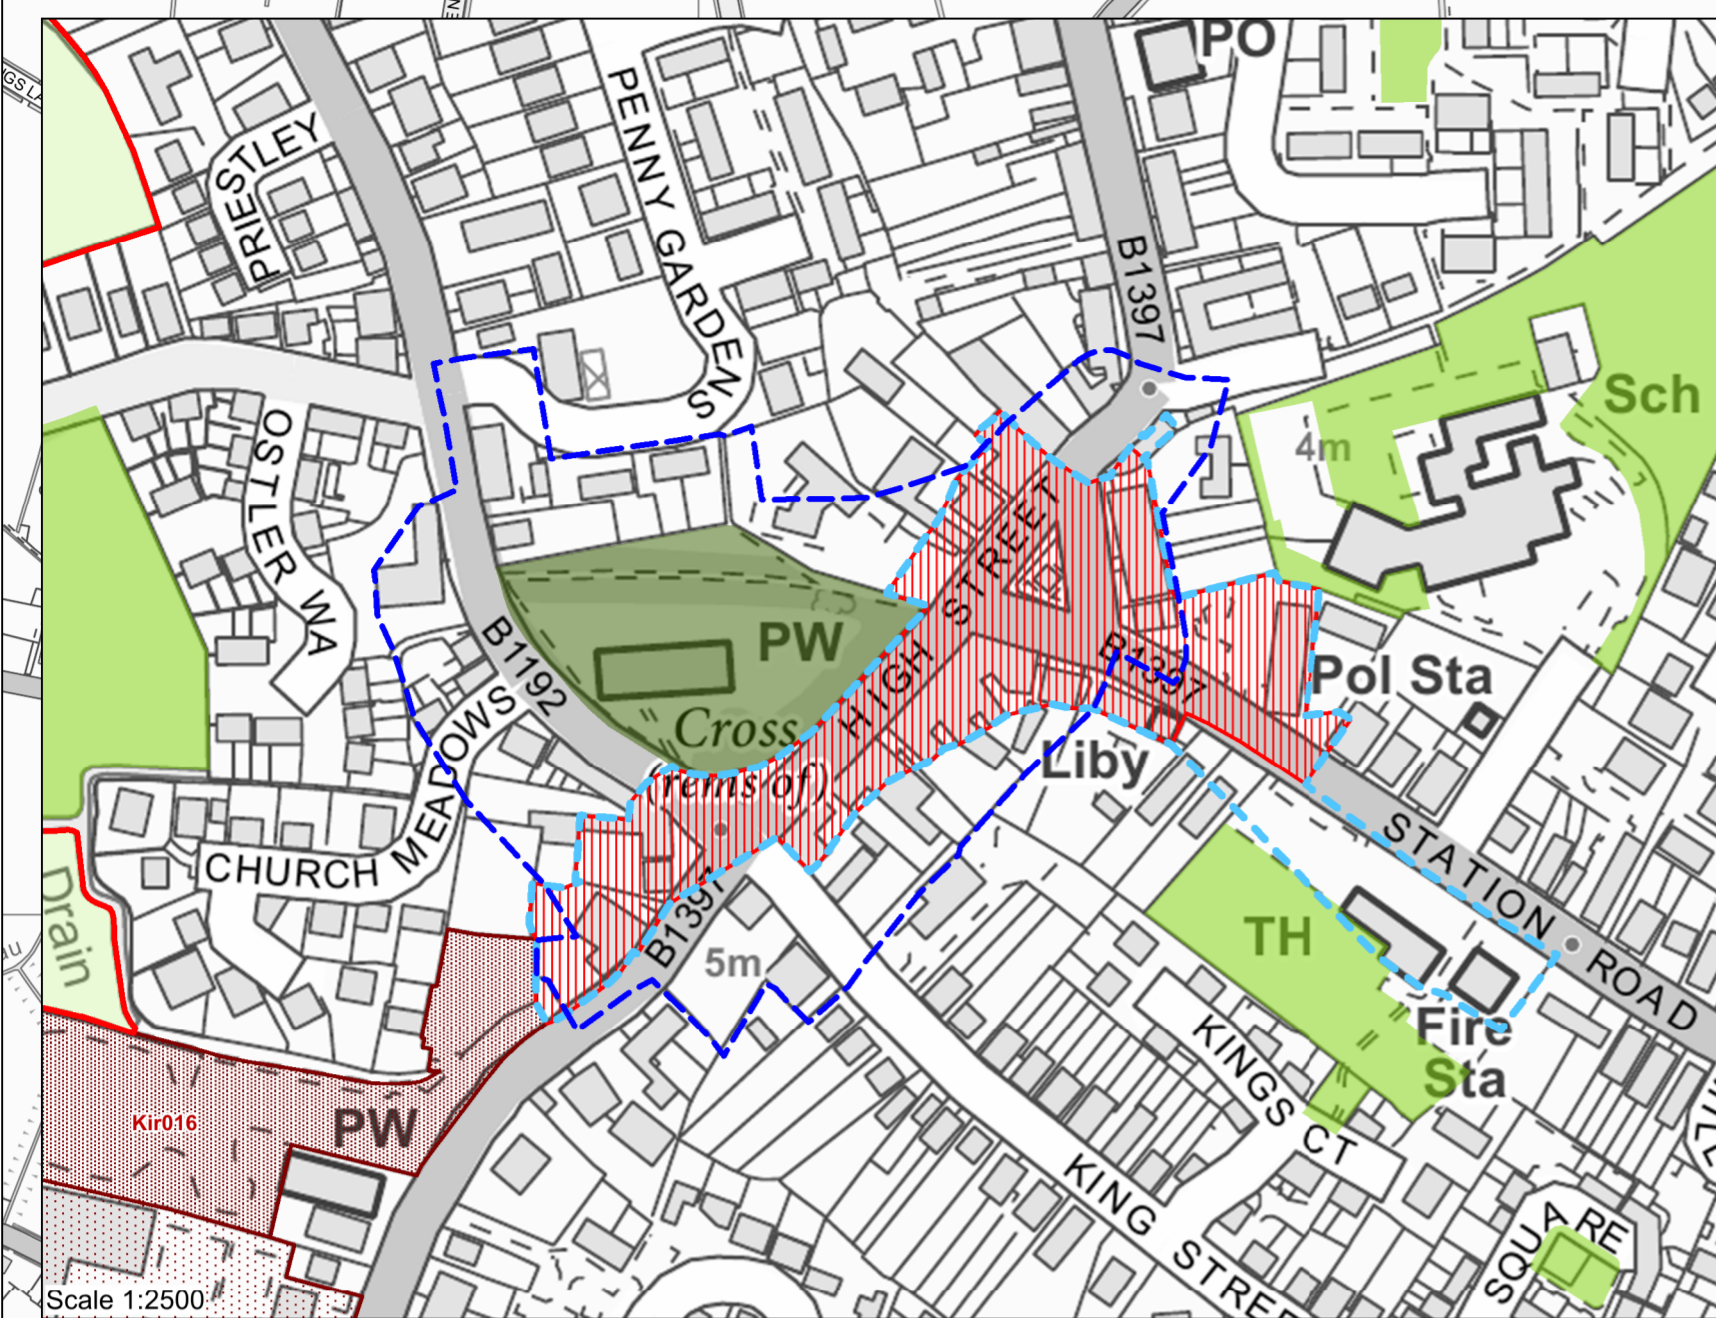 PO
PRIESTLEY
PENNY GARDENS
B1397
Sch
4m
OSTLER WA
HIGH STREET
PW
B1192
B1397
Pol Sta
Cross
(rems of)
Liby
CHURCH MEADOWS
STATION ROAD
Drain
B1397
5m
TH
Fire
Sta
KINGS CT
Kir016
PW
KING STREE
SQUARE
Scale 1:2500